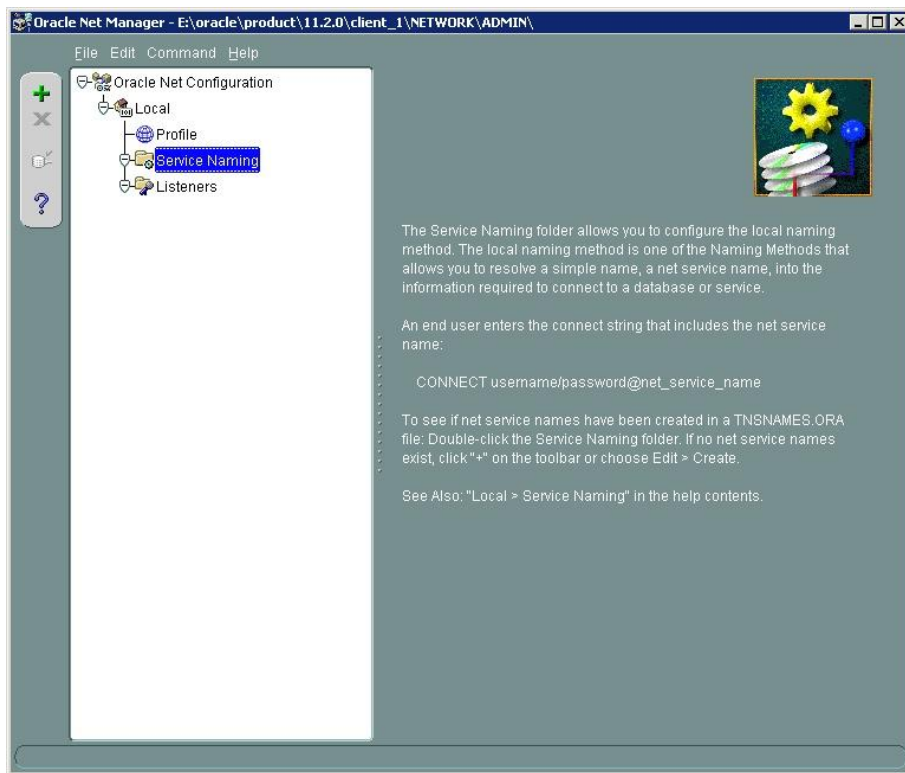 Oracle Net Manager - E:\oracle\product\11.2.0\client_1\NETWORK\ADMIN\
File Edit Command Help
Oracle Net Configuration
Local
Profile
Service Naming
Listeners
The Service Naming folder allows you to configure the local naming
method. The local naming method is one of the Naming Methods that
allows you to resolve a simple name, a net service name, into the
information required to connect to a database or service.
An end user enters the connect string that includes the net service
name:
CONNECT username/password@net_service_name
To see if net service names have been created in a TNSNAMES.ORA
file: Double-click the Service Naming folder. If no net service names
exist, click "+" on the toolbar or choose Edit > Create.
See Also: "Local > Service Naming" in the help contents.